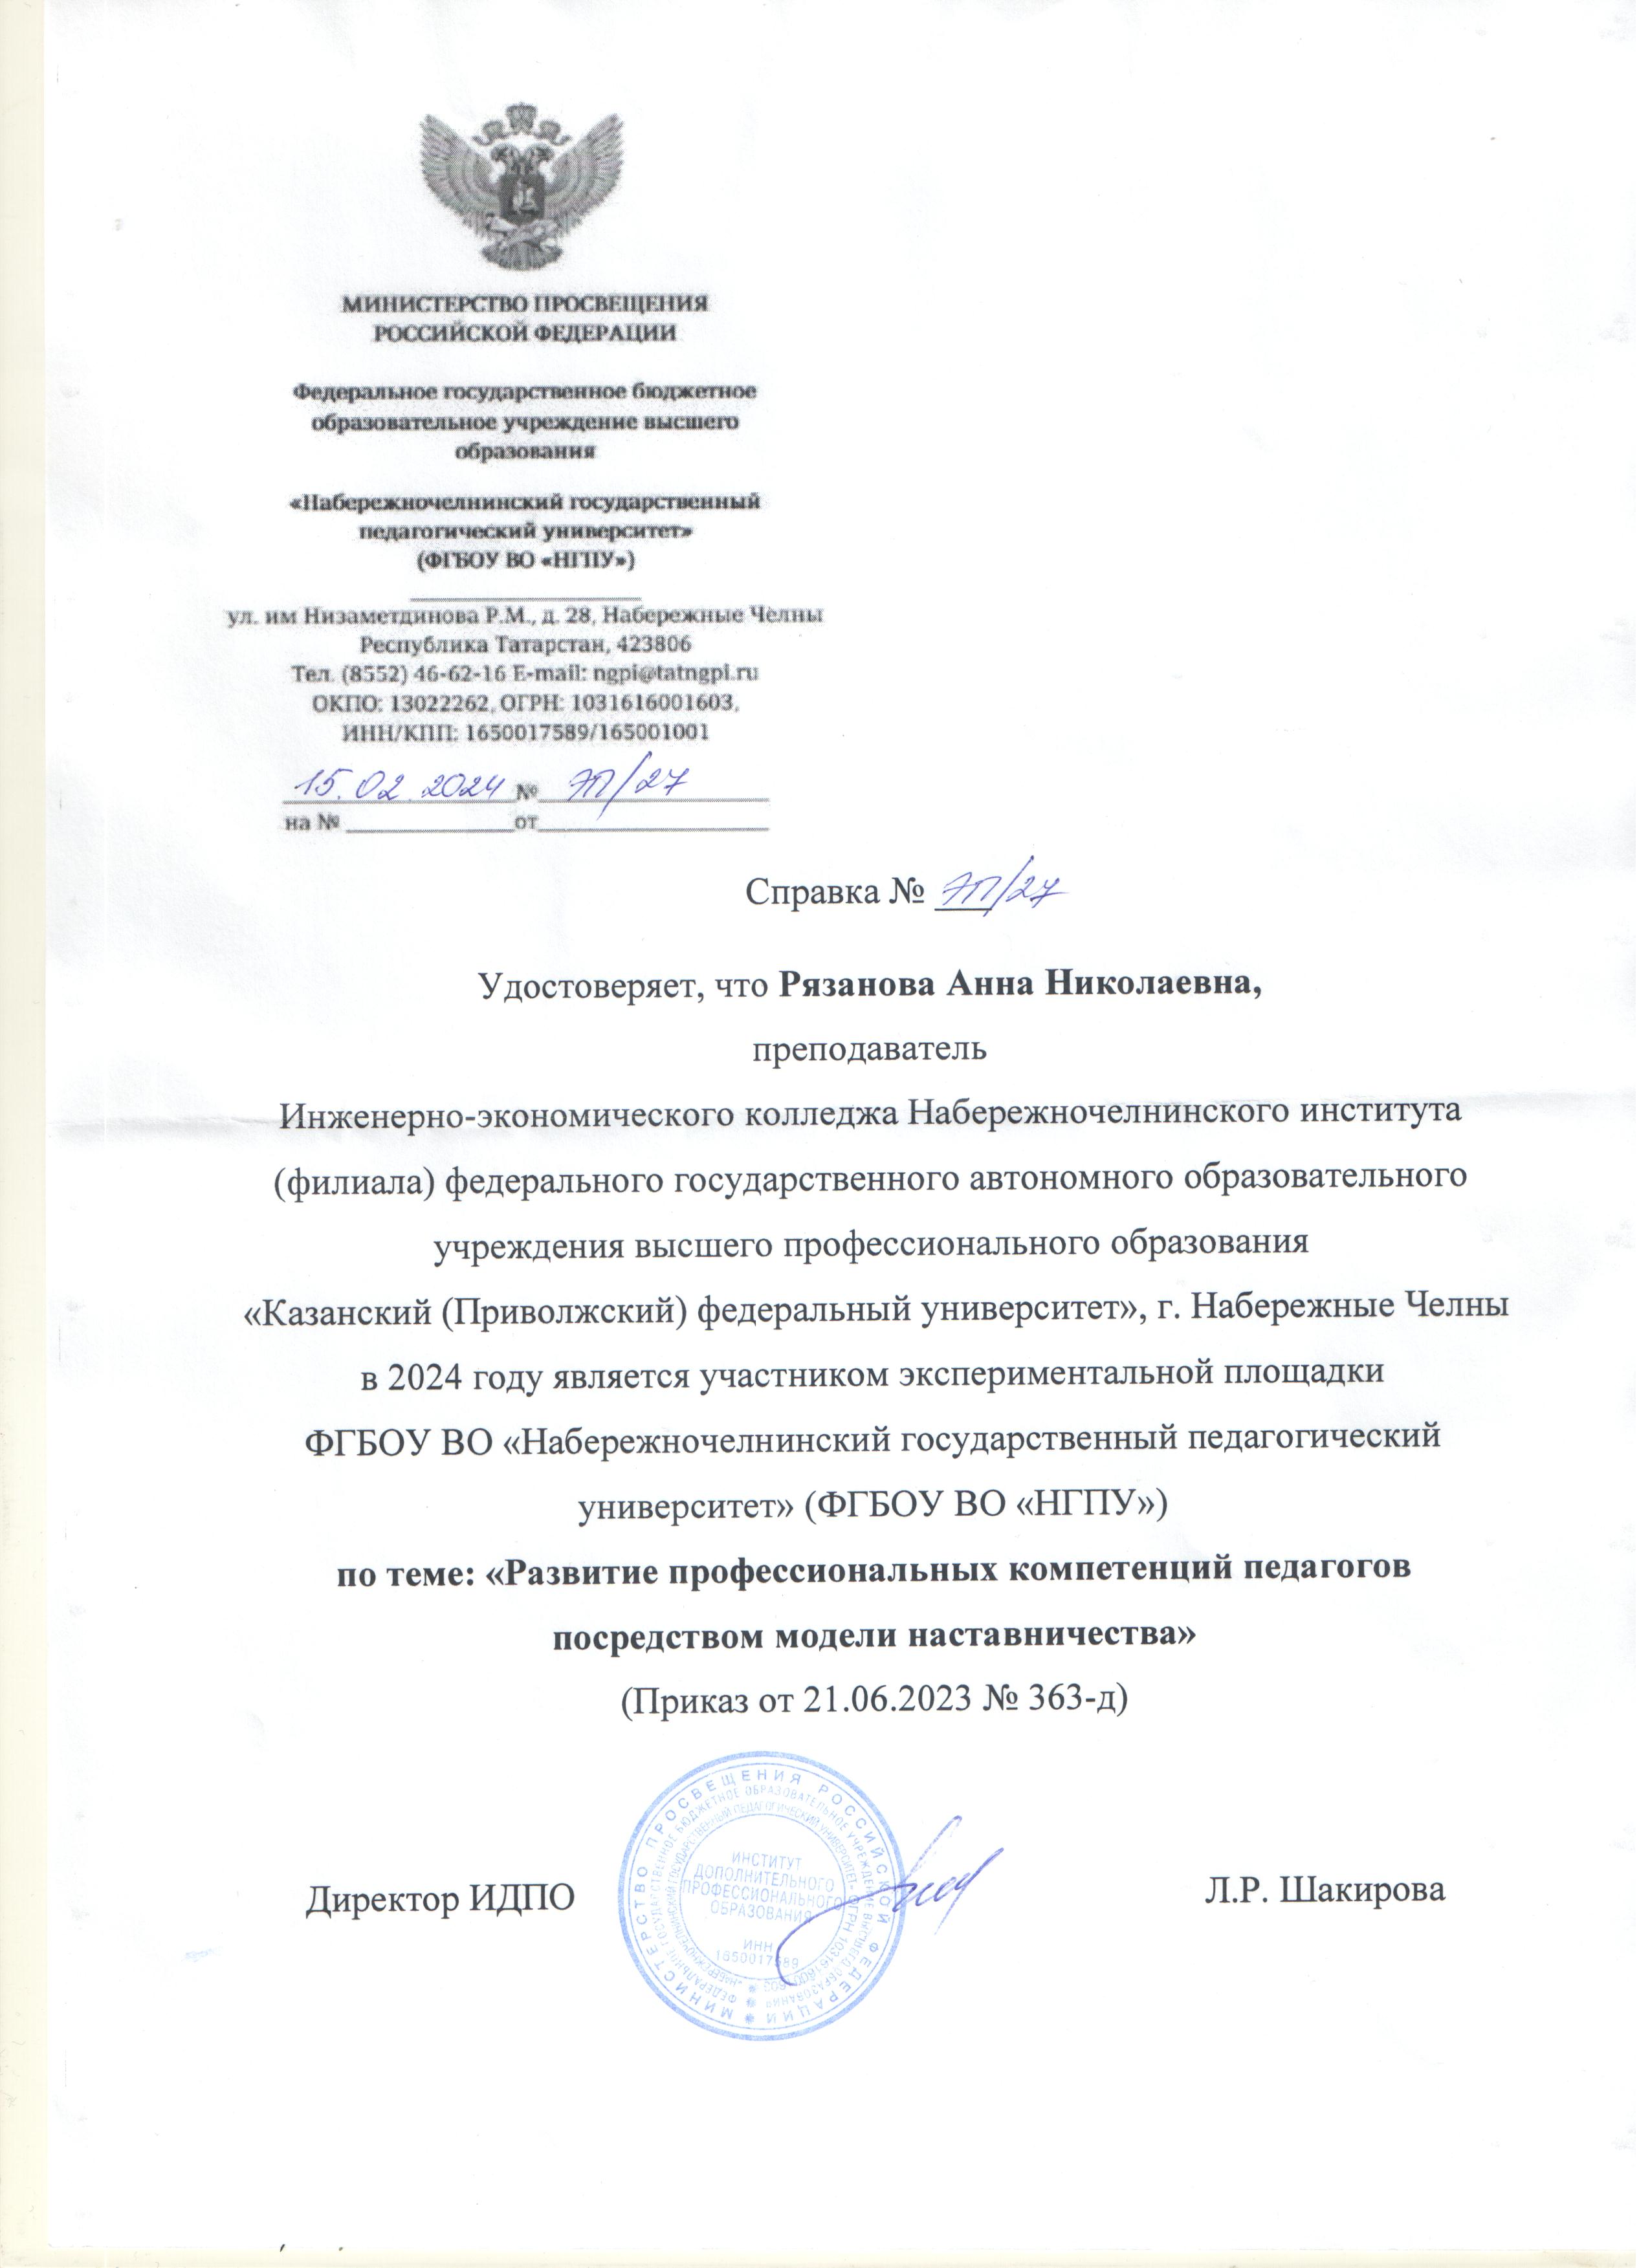 МИНИСТЕРСТВО ПРОСВЕЩЕНИЯ
РОССИЙСКОЙ ФЕДЕРАЦИИ
Федеральное государственное бюджетное
образовательное учреждение высшего
образования
«Набережночелнинский государственный
педагогический университет»
(ФГБОУ ВО «НГПУ»)
ул. им Низаметдинова Р.М., д. 28, Набережные Челны
Республика Татарстан, 423806
Тел. (8552) 46-62-16 E-mail: ngpi@tatngpi.ru
ОКПО: 13022262, ОГРН: 1031616001603,
ИНН/КПП: 1650017589/165001001
15.02.2024 № ЭП/27
на № от
Справка № ЭП/27
Удостоверяет, что Рязанова Анна Николаевна,
преподаватель
Инженерно-экономического колледжа Набережночелнинского института
(филиала) федерального государственного автономного образовательного
учреждения высшего профессионального образования
«Казанский (Приволжский) федеральный университет», г. Набережные Челны
в 2024 году является участником экспериментальной площадки
ФГБОУ ВО «Набережночелнинский государственный педагогический
университет» (ФГБОУ ВО «НГПУ»)
по теме: «Развитие профессиональных компетенций педагогов
посредством модели наставничества»
(Приказ от 21.06.2023 № 363-д)
Директор ИДПО
Л.Р. Шакирова
МИНИСТЕРСТВО ПРОСВЕЩЕНИЯ РОССИЙСКОЙ ФЕДЕРАЦИИ
ФЕДЕРАЛЬНОЕ ГОСУДАРСТВЕННОЕ БЮДЖЕТНОЕ ОБРАЗОВАТЕЛЬНОЕ УЧРЕЖДЕНИЕ ВЫСШЕГО ОБРАЗОВАНИЯ
«НАБЕРЕЖНОЧЕЛНИНСКИЙ ГОСУДАРСТВЕННЫЙ ПЕДАГОГИЧЕСКИЙ УНИВЕРСИТЕТ» ОГРН 1031616001603
ИНСТИТУТ
ДОПОЛНИТЕЛЬНОГО
ПРОФЕССИОНАЛЬНОГО
ОБРАЗОВАНИЯ
ИНН
1650017589